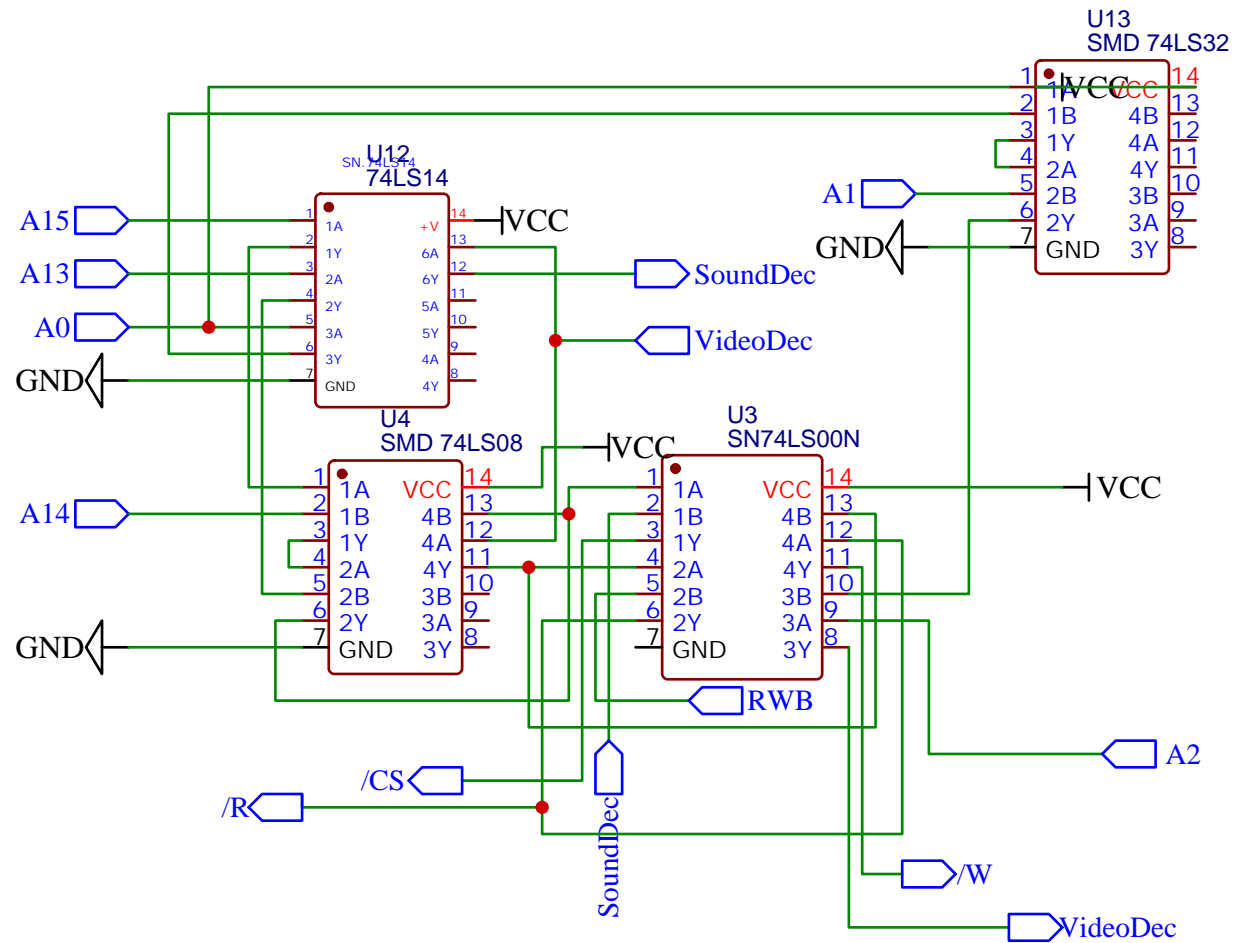 U13
SMD 74LS32
1
1A
VCC
VCC
14
2
1B
4B
13
3
1Y
4A
12
4
2A
4Y
11
A1
5
2B
3B
10
6
2Y
3A
9
GND
7
GND
3Y
8
U12
SN.74LS14
74LS14
A15
1
1A
+V
14
VCC
2
1Y
6A
13
A13
3
2A
6Y
12
SoundDec
4
2Y
5A
11
A0
5
3A
5Y
10
VideoDec
6
3Y
4A
9
GND
7
GND
4Y
8
U4
SMD 74LS08
1
1A
VCC
14
VCC
A14
2
1B
4B
13
3
1Y
4A
12
4
2A
4Y
11
5
2B
3B
10
6
2Y
3A
9
GND
7
GND
3Y
8
U3
SN74LS00N
1
1A
VCC
14
VCC
2
1B
4B
13
3
1Y
4A
12
4
2A
4Y
11
5
2B
3B
10
6
2Y
3A
9
7
GND
3Y
8
RWB
A2
/CS
/R
SoundDec
/W
VideoDec